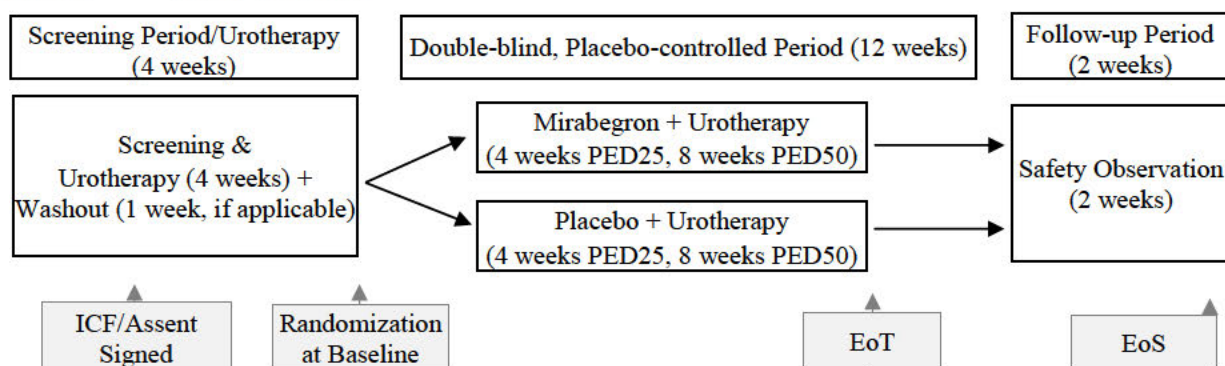 Screening Period/Urotherapy
(4 weeks)
Double-blind, Placebo-controlled Period (12 weeks)
Follow-up Period
(2 weeks)
Screening &
Urotherapy (4 weeks) +
Washout (1 week, if applicable)
Mirabegron + Urotherapy
(4 weeks PED25, 8 weeks PED50)
Placebo + Urotherapy
(4 weeks PED25, 8 weeks PED50)
Safety Observation
(2 weeks)
ICF/Assent
Signed
Randomization
at Baseline
EoT
EoS